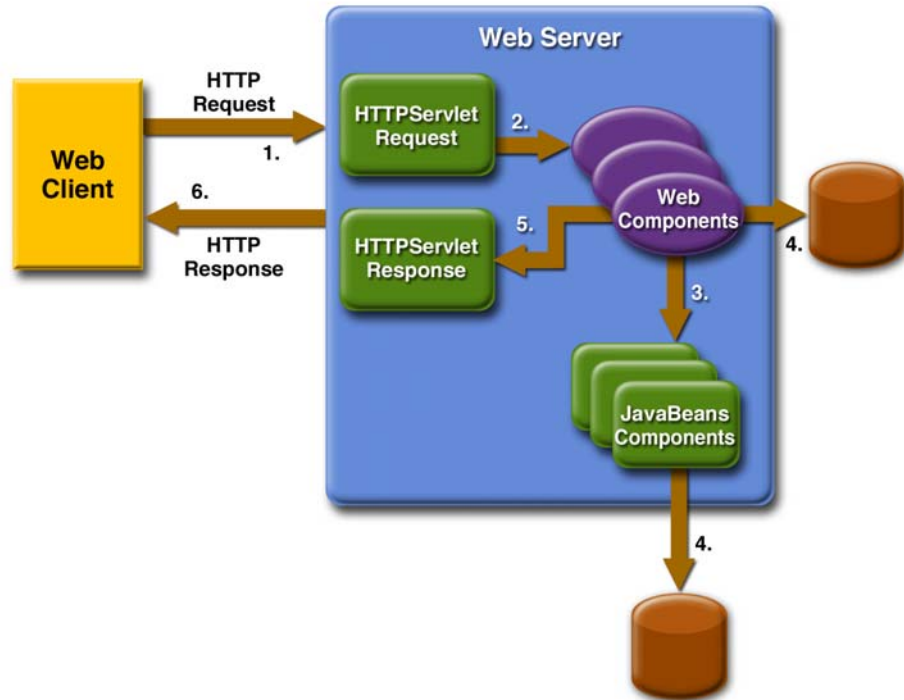 Web Server
HTTP
Request
1.
Web
Client
6.
HTTP
Response
HTTPServlet
Request
2.
Web
Components
4.
5.
HTTPServlet
Response
3.
JavaBeans
Components
4.